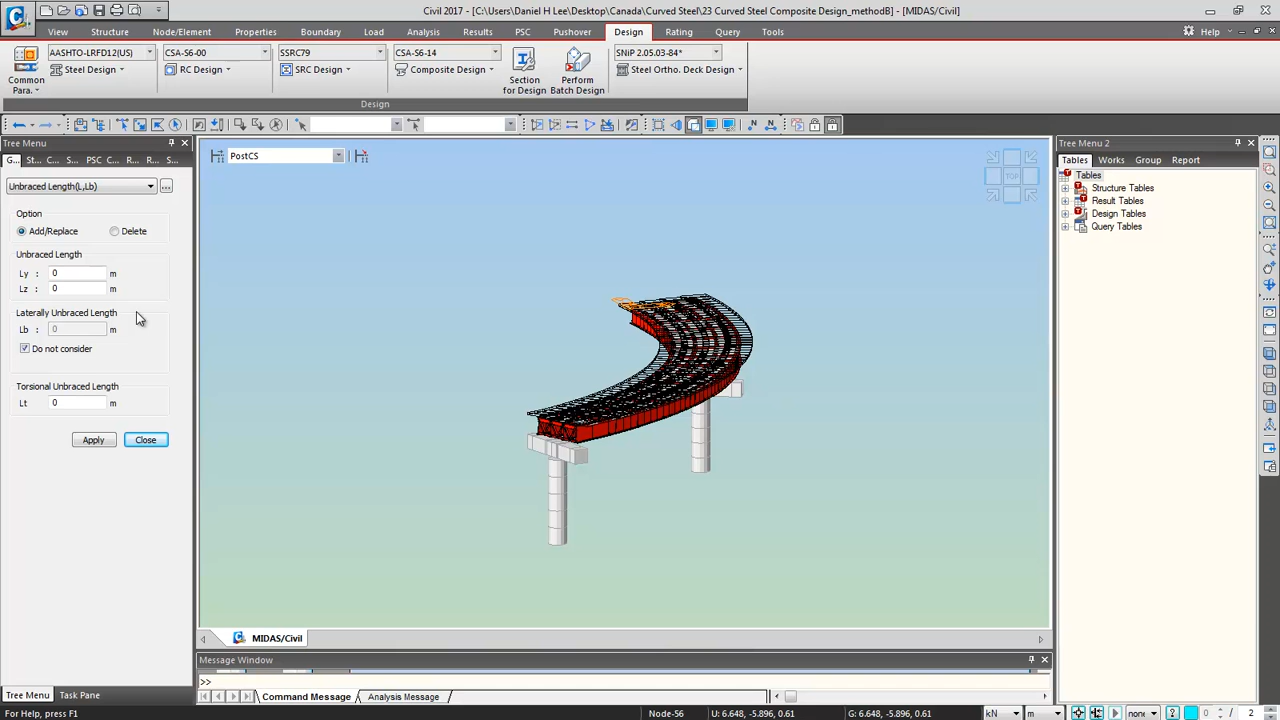 Civil 2017 - [C:\Users\Daniel H Lee\Desktop\Canada\Curved Steel\23 Curved Steel Composite Design_methodB] - [MIDAS/Civil]
View Structure Node/Element Properties Boundary Load Analysis Results PSC Pushover Design Rating Query Tools Help
AASHTO-LRFD12(US) CSA-S6-00 SSRC79 CSA-S6-14 SNiP 2.05.03-84*
Steel Design RC Design SRC Design Composite Design Steel Ortho. Deck Design
Common Para. Section for Design Perform Batch Design
Design
Tree Menu
G... St... C... S... PSC C... R... R... S...
Unbraced Length(L,Lb) ...
Option
Add/Replace Delete
Unbraced Length
Ly : 0 m
Lz : 0 m
Laterally Unbraced Length
Lb : 0 m
Do not consider
Torsional Unbraced Length
Lt 0 m
Apply Close
PostCS
TOP
Tree Menu 2
Tables Works Group Report
Tables
Structure Tables
Result Tables
Design Tables
Query Tables
MIDAS/Civil
Message Window
>>
Command Message Analysis Message
Tree Menu Task Pane
For Help, press F1 Node-56 U: 6.648, -5.896, 0.61 G: 6.648, -5.896, 0.61 kN m none 0 / 2